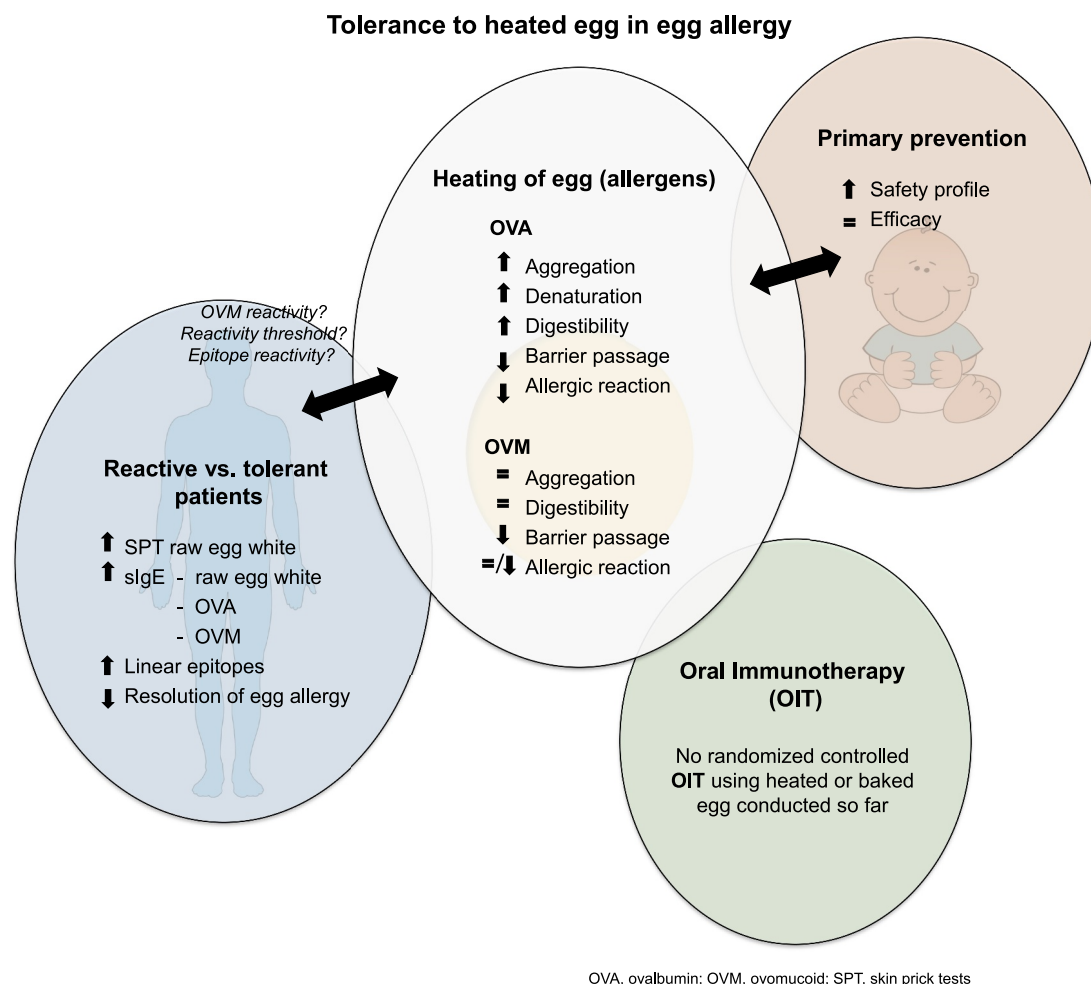 Tolerance to heated egg in egg allergy
Primary prevention
⬆ Safety profile
= Efficacy
Heating of egg (allergens)
OVA
⬆ Aggregation
⬆ Denaturation
⬆ Digestibility
⬇ Barrier passage
⬇ Allergic reaction
OVM
= Aggregation
= Digestibility
⬇ Barrier passage
=/⬇ Allergic reaction
OVM reactivity?
Reactivity threshold?
Epitope reactivity?
Reactive vs. tolerant
patients
⬆ SPT raw egg white
⬆ sIgE - raw egg white
- OVA
- OVM
⬆ Linear epitopes
⬇ Resolution of egg allergy
Oral Immunotherapy
(OIT)
No randomized controlled
OIT using heated or baked
egg conducted so far
OVA, ovalbumin; OVM, ovomucoid; SPT, skin prick tests